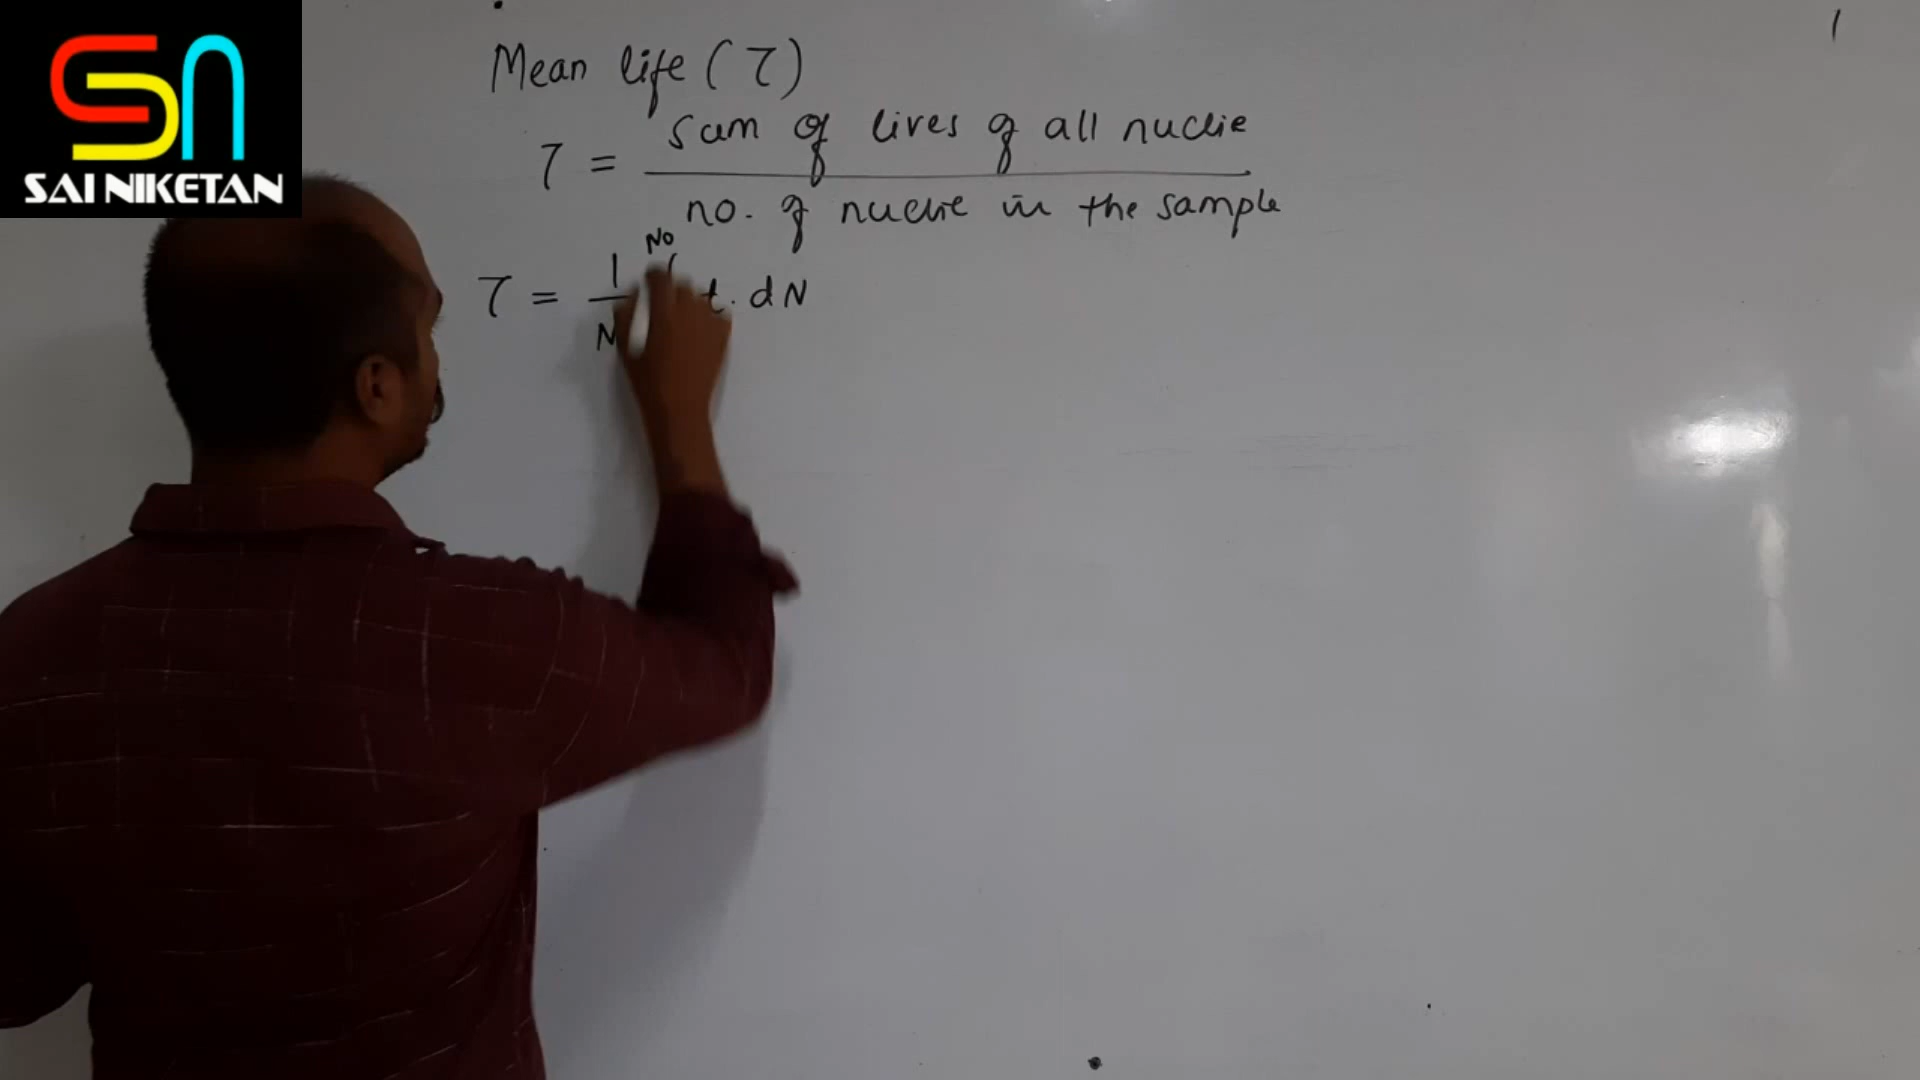 SAI NIKETAN
Mean life (τ)
τ = sum of lives of all nuclie
no. of nuclie in the sample
No
τ = 1 t. dN
N